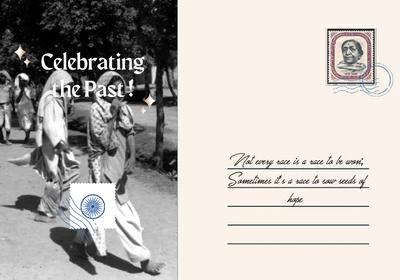 Celebrating
the Past!
Not every race is a race to be won;
Sometimes it's a race to sow seeds of
hope